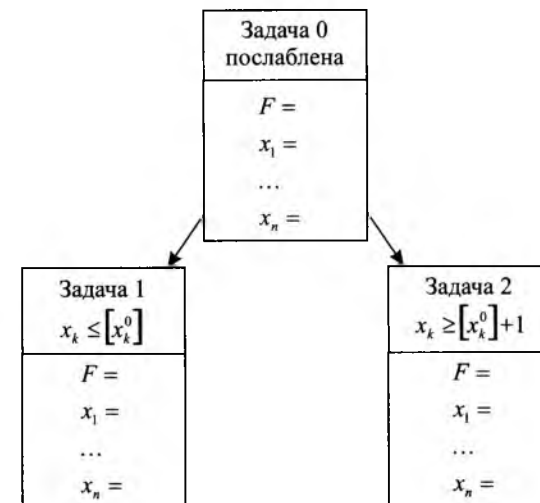 Задача 0
послаблена
F =
x₁ =
...
xₙ =
Задача 1
xₖ ≤ [xₖ⁰]
F =
x₁ =
...
xₙ =
Задача 2
xₖ ≥ [xₖ⁰]+1
F =
x₁ =
...
xₙ =